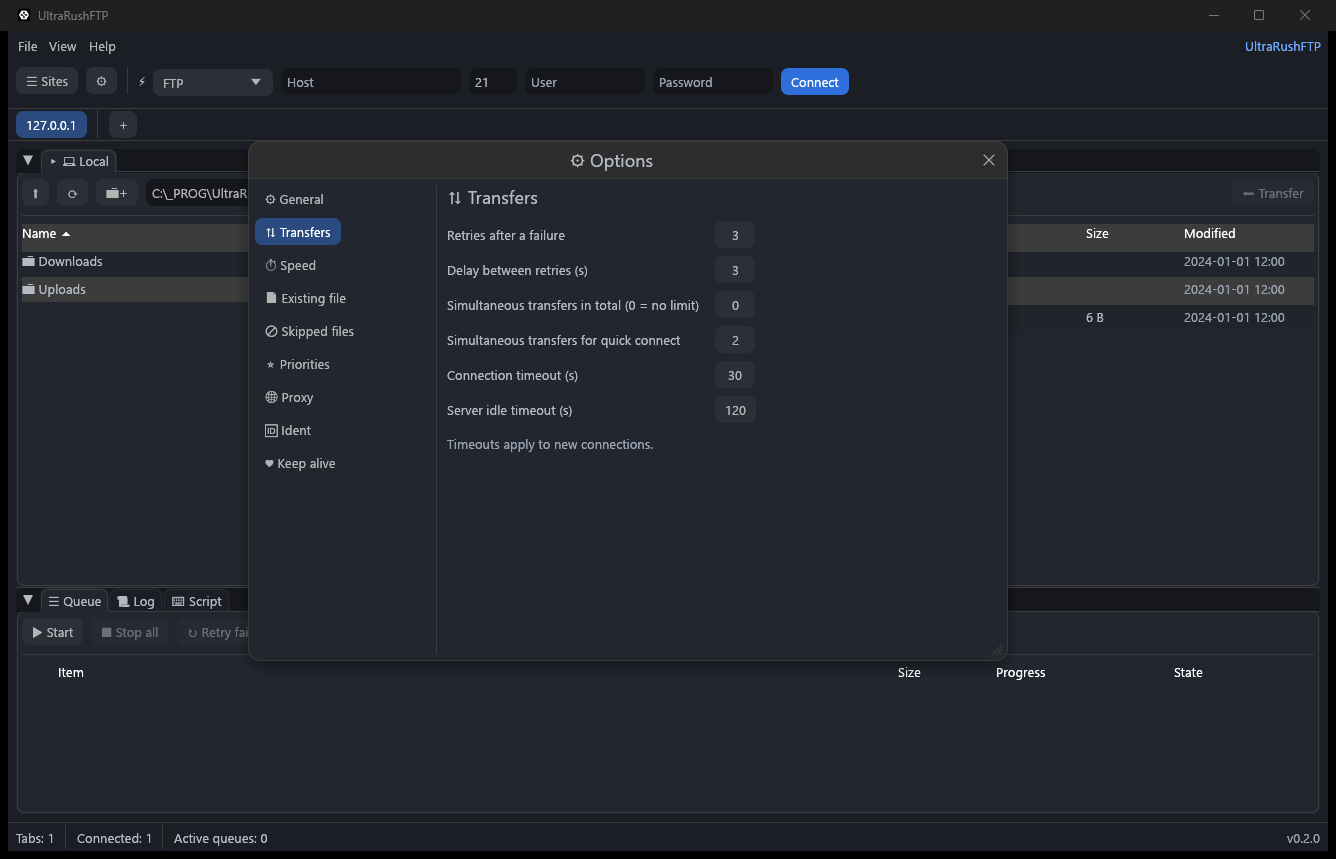 UltraRushFTP
File View Help UltraRushFTP
Sites FTP Host 21 User Password Connect
127.0.0.1 +
Local
C:\_PROG\UltraR Transfer
Name Size Modified
Downloads 2024-01-01 12:00
Uploads 2024-01-01 12:00
6 B 2024-01-01 12:00
Options
General
Transfers
Speed
Existing file
Skipped files
Priorities
Proxy
Ident
Keep alive
Transfers
Retries after a failure 3
Delay between retries (s) 3
Simultaneous transfers in total (0 = no limit) 0
Simultaneous transfers for quick connect 2
Connection timeout (s) 30
Server idle timeout (s) 120
Timeouts apply to new connections.
Queue Log Script
Start Stop all Retry fai
Item Size Progress State
Tabs: 1 Connected: 1 Active queues: 0 v0.2.0